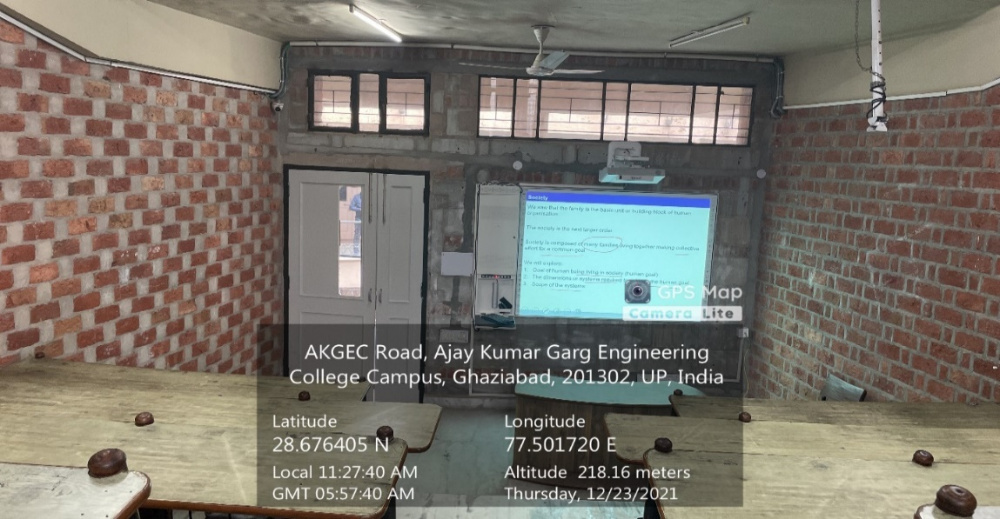 Society
We saw that the family is the basic unit or building block of human
organisation
The society is the next larger order
Society is composed of many families living together making collective
effort for a common goal
We will explore:
1. Goal of human being living in society (human goal)
2. The dimensions or systems required the human goal
3. Scope of the systems
GPS Map
Camera Lite
AKGEC Road, Ajay Kumar Garg Engineering
College Campus, Ghaziabad, 201302, UP, India
Latitude
28.676405 N
Longitude
77.501720 E
Local 11:27:40 AM
GMT 05:57:40 AM
Altitude 218.16 meters
Thursday, 12/23/2021